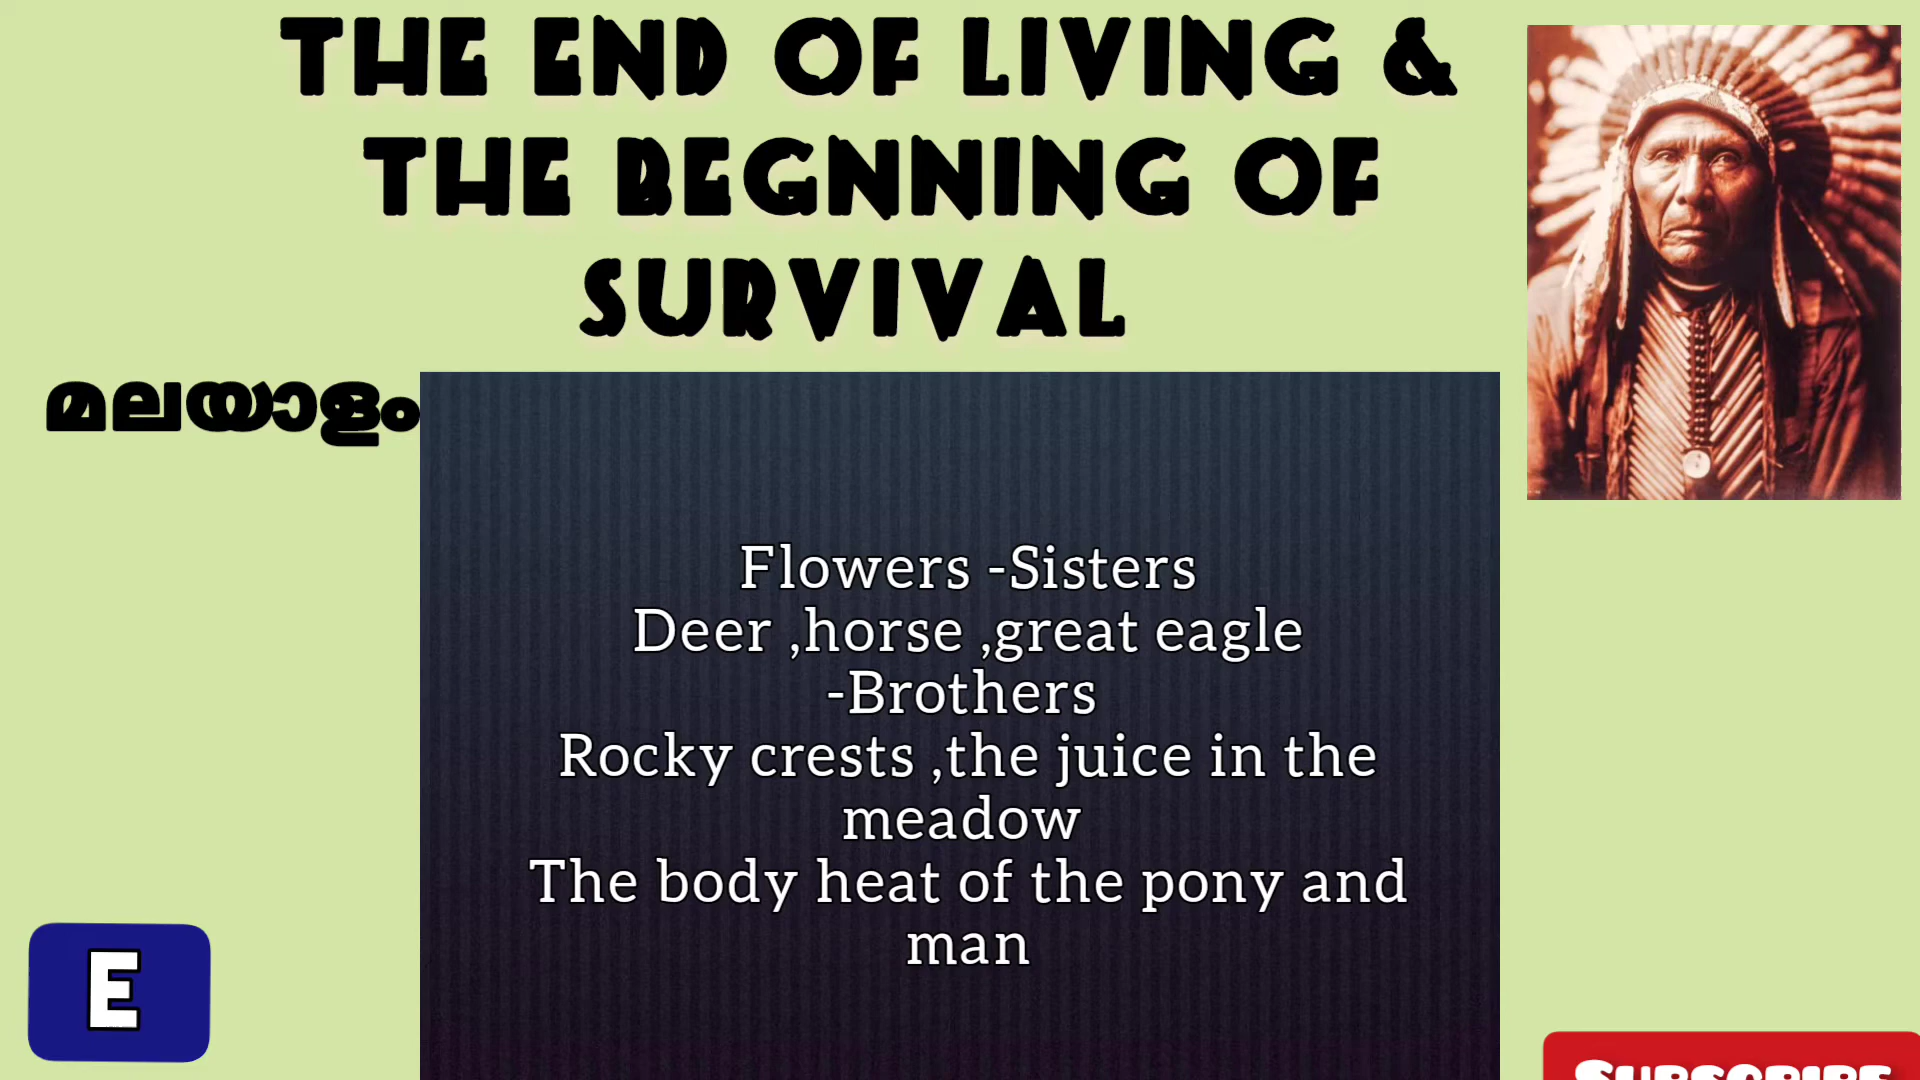 THE END OF LIVING &
THE BEGNNING OF
SURVIVAL
മലയാളം
Flowers -Sisters
Deer ,horse ,great eagle
-Brothers
Rocky crests ,the juice in the
meadow
The body heat of the pony and
man
E
SUBSCRIBE